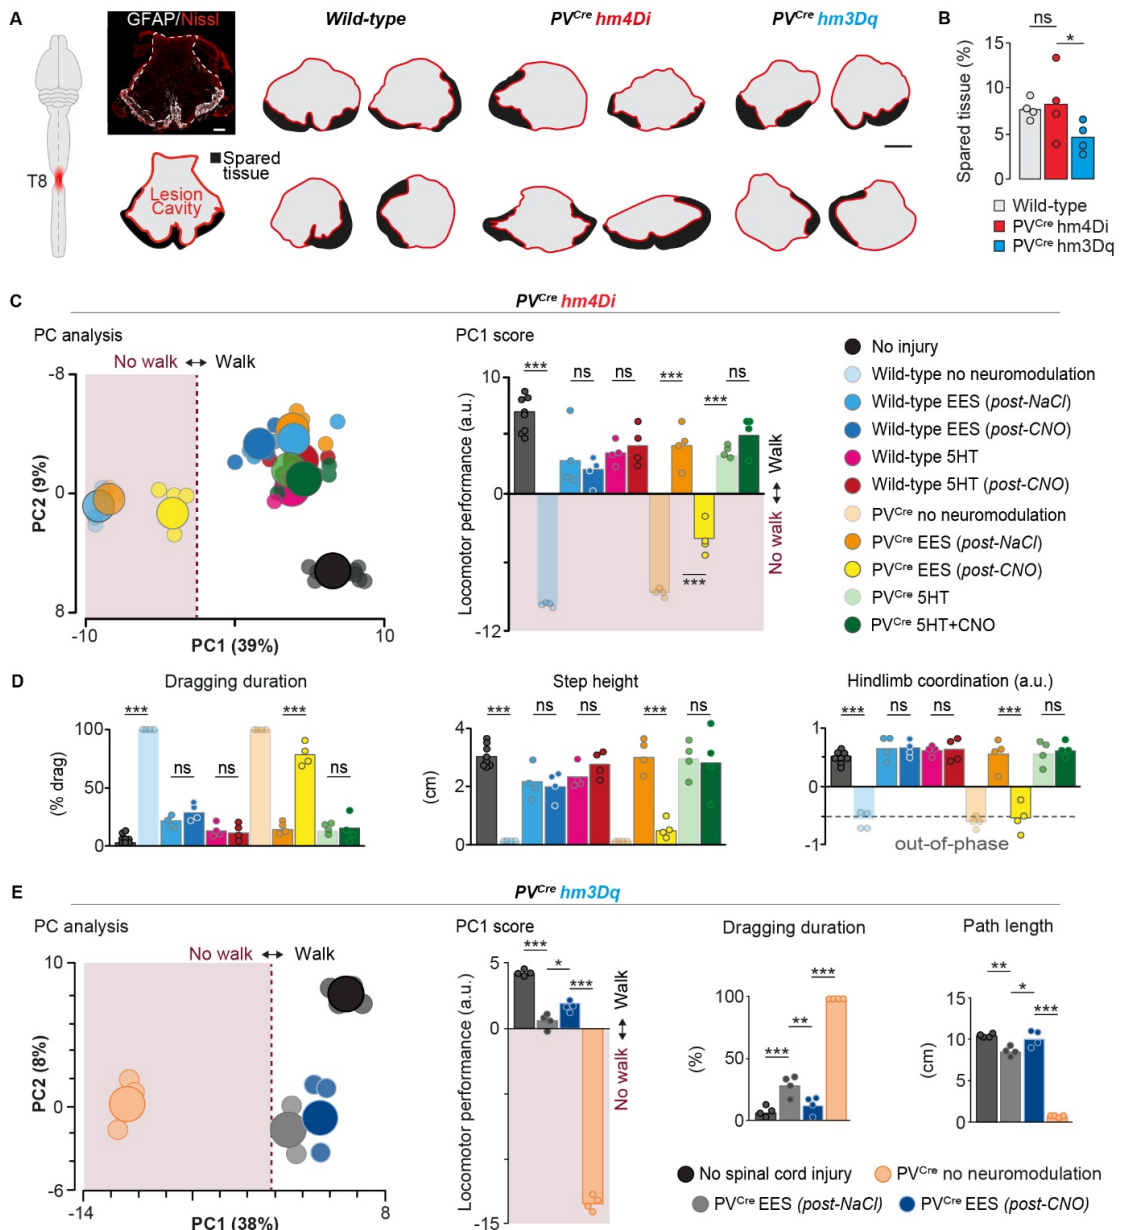 A
GFAP/Nissl
Wild-type
PVCre hm4Di
PVCre hm3Dq
T8
Spared
tissue
Lesion
Cavity
B
ns
*
15
10
5
0
Spared tissue (%)
Wild-type
PVCre hm4Di
PVCre hm3Dq
C
PVCre hm4Di
PC analysis
No walk ↔ Walk
-8
0
8
PC2 (9%)
-10
10
PC1 (39%)
PC1 score
10
0
-12
Locomotor performance (a.u.)
*** ns ns *** *** ns
***
No walk ↔ Walk
No injury
Wild-type no neuromodulation
Wild-type EES (post-NaCl)
Wild-type EES (post-CNO)
Wild-type 5HT
Wild-type 5HT (post-CNO)
PVCre no neuromodulation
PVCre EES (post-NaCl)
PVCre EES (post-CNO)
PVCre 5HT
PVCre 5HT+CNO
D
Dragging duration
*** ns ns *** ns
100
50
0
(% drag)
Step height
*** ns ns *** ns
4
2
0
(cm)
Hindlimb coordination (a.u.)
*** ns ns *** ns
1
0
-1
out-of-phase
E
PVCre hm3Dq
PC analysis
No walk ↔ Walk
10
0
-6
PC2 (8%)
-14
8
PC1 (38%)
PC1 score
5
0
-15
Locomotor performance (a.u.)
*** * ***
No walk ↔ Walk
Dragging duration
*** ** ***
100
50
0
(%)
Path length
** * ***
15
10
5
0
(cm)
No spinal cord injury
PVCre no neuromodulation
PVCre EES (post-NaCl)
PVCre EES (post-CNO)